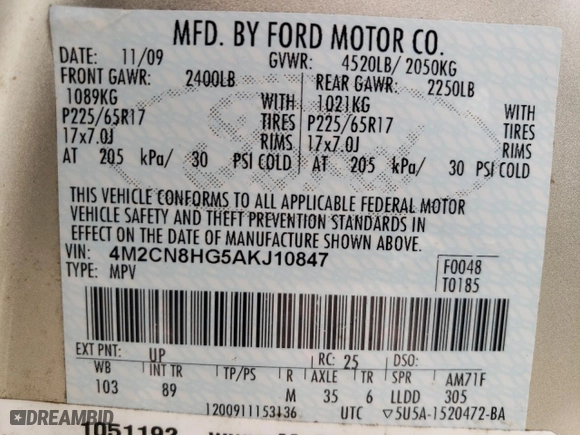 MFD. BY FORD MOTOR CO.
DATE: 11/09 GVWR: 4520LB/ 2050KG
FRONT GAWR: 2400LB REAR GAWR: 2250LB
1089KG WITH 1021KG WITH
P225/65R17 TIRES P225/65R17 TIRES
17x7.0J RIMS 17x7.0J RIMS
AT 205 kPa/ 30 PSI COLD AT 205 kPa/ 30 PSI COLD
THIS VEHICLE CONFORMS TO ALL APPLICABLE FEDERAL MOTOR
VEHICLE SAFETY AND THEFT PREVENTION STANDARDS IN
EFFECT ON THE DATE OF MANUFACTURE SHOWN ABOVE.
VIN: 4M2CN8HG5AKJ10847 F0048
TYPE: MPV T0185
EXT PNT: UP RC: 25 DSO:
WB INT TR TP/PS R AXLE TR SPR AM71F
103 89 M 35 6 LLDD 305
1200911153136 UTC 5U5A-1520472-BA
DREAMBID